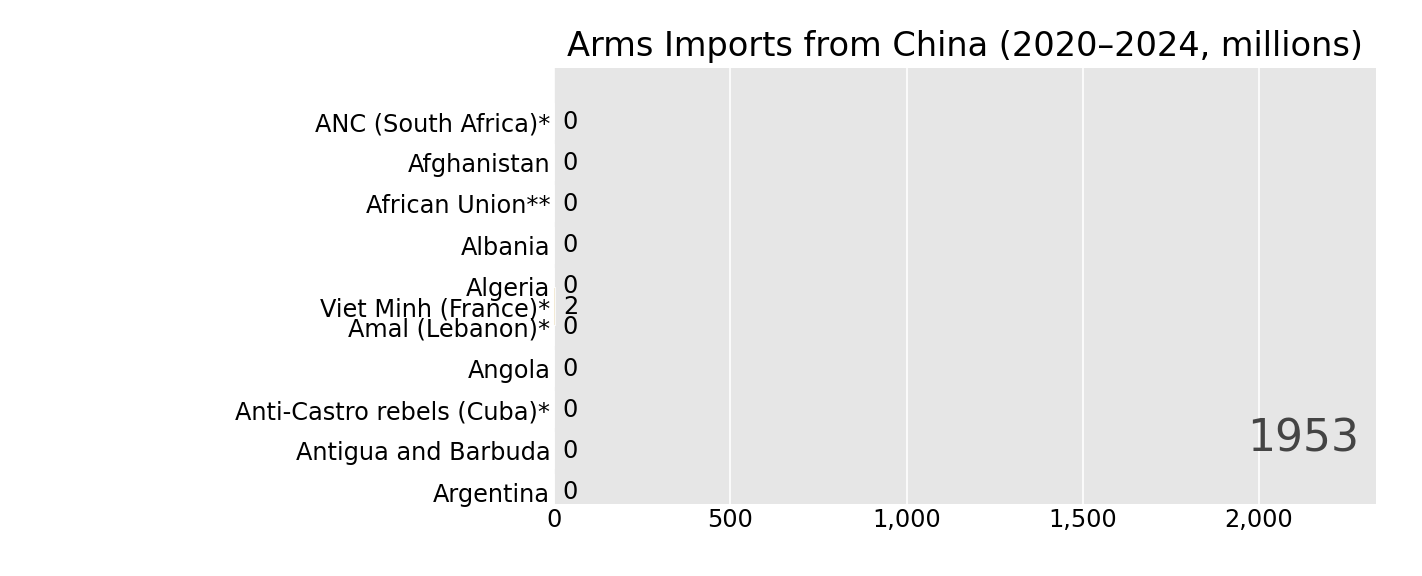 Arms Imports from China (2020–2024, millions)
ANC (South Africa)* 0
Afghanistan 0
African Union** 0
Albania 0
Algeria 0
Viet Minh (France)* 2
Amal (Lebanon)* 0
Angola 0
Anti-Castro rebels (Cuba)* 0
1953
Antigua and Barbuda 0
Argentina 0
0 500 1,000 1,500 2,000